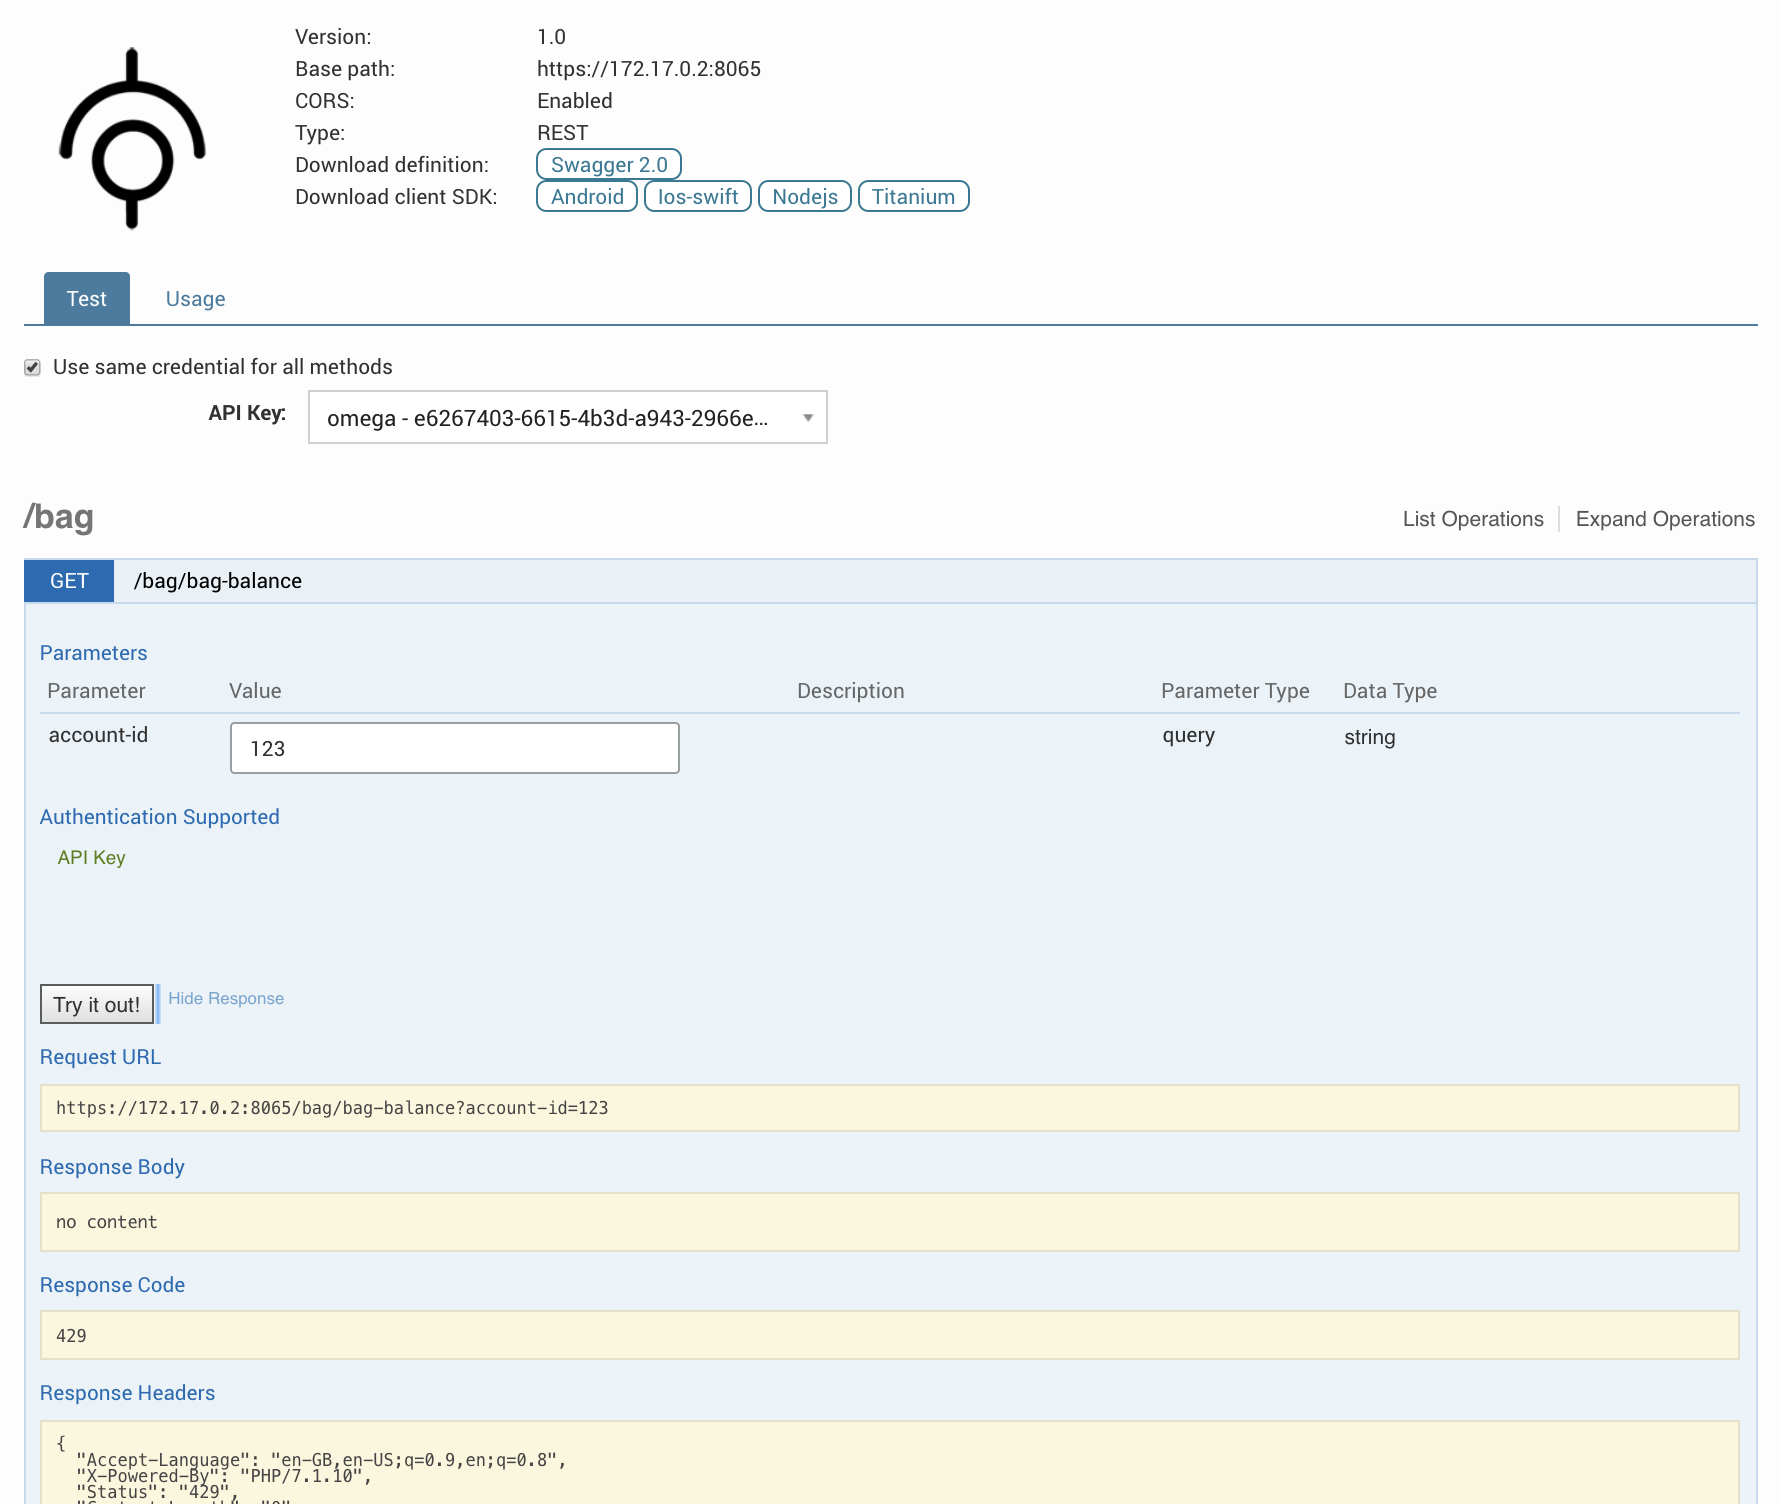 Version: 1.0
Base path: https://172.17.0.2:8065
CORS: Enabled
Type: REST
Download definition: Swagger 2.0
Download client SDK: Android Ios-swift Nodejs Titanium
Test Usage
Use same credential for all methods
API Key: omega - e6267403-6615-4b3d-a943-2966e...
/bag List Operations Expand Operations
GET /bag/bag-balance
Parameters
Parameter Value Description Parameter Type Data Type
account-id 123 query string
Authentication Supported
API Key
Try it out! Hide Response
Request URL
https://172.17.0.2:8065/bag/bag-balance?account-id=123
Response Body
no content
Response Code
429
Response Headers
{
"Accept-Language": "en-GB,en-US;q=0.9,en;q=0.8",
"X-Powered-By": "PHP/7.1.10",
"Status": "429",